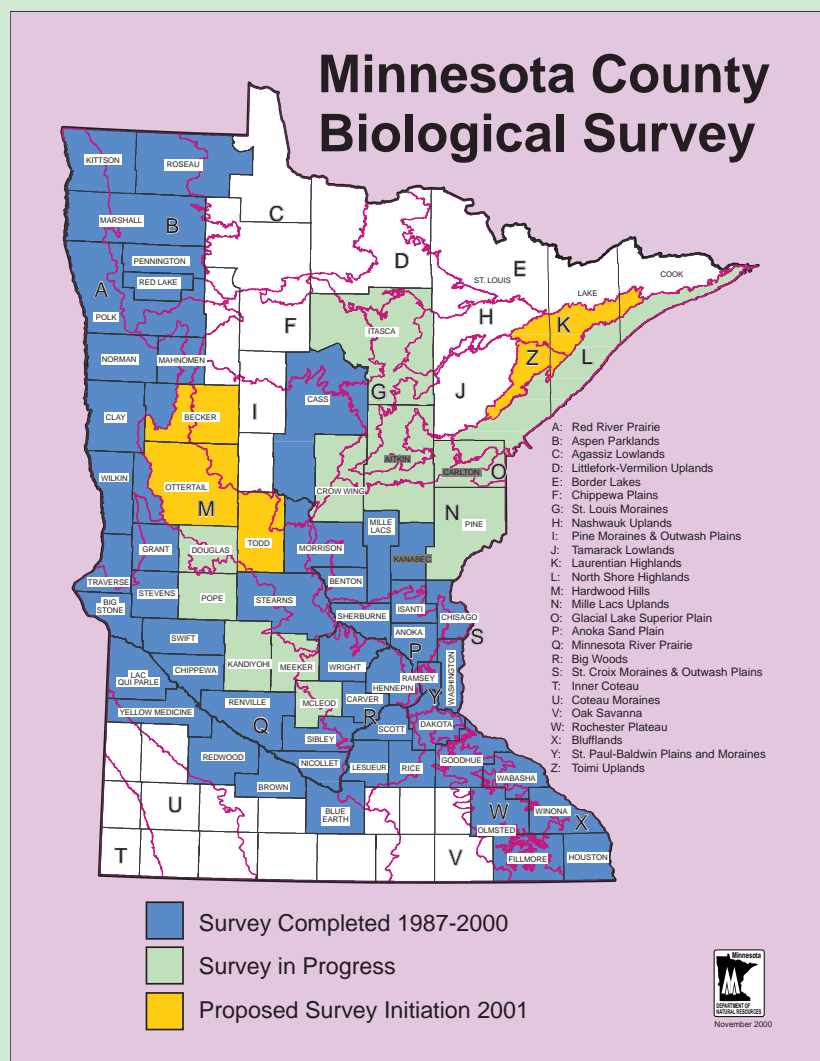 Minnesota County
Biological Survey
KITTSON
ROSEAU
MARSHALL
B
C
PENNINGTON
RED LAKE
A
POLK
D
E
ST. LOUIS
LAKE
COOK
F
ITASCA
H
K
Z
L
NORMAN
MAHNOMEN
CASS
G
J
I
CLAY
BECKER
WILKIN
OTTERTAIL
M
CROW WING
AITKIN
CARLTON
O
N
PINE
MILLE
LACS
GRANT
DOUGLAS
TODD
MORRISON
KANABEC
TRAVERSE
BIG
STONE
STEVENS
POPE
STEARNS
BENTON
SHERBURNE
ISANTI
CHISAGO
ANOKA
S
SWIFT
KANDIYOHI
MEEKER
WRIGHT
P
RAMSEY
WASHINGTON
HENNEPIN
Y
LAC
QUI PARLE
CHIPPEWA
RENVILLE
MCLEOD
CARVER
R
SCOTT
DAKOTA
YELLOW MEDICINE
Q
SIBLEY
REDWOOD
NICOLLET
LESUEUR
RICE
GOODHUE
WABASHA
BROWN
BLUE
EARTH
U
W
OLMSTED
WINONA
X
T
V
FILLMORE
HOUSTON
A: Red River Prairie
B: Aspen Parklands
C: Agassiz Lowlands
D: Littlefork-Vermilion Uplands
E: Border Lakes
F: Chippewa Plains
G: St. Louis Moraines
H: Nashwauk Uplands
I: Pine Moraines & Outwash Plains
J: Tamarack Lowlands
K: Laurentian Highlands
L: North Shore Highlands
M: Hardwood Hills
N: Mille Lacs Uplands
O: Glacial Lake Superior Plain
P: Anoka Sand Plain
Q: Minnesota River Prairie
R: Big Woods
S: St. Croix Moraines & Outwash Plains
T: Inner Coteau
U: Coteau Moraines
V: Oak Savanna
W: Rochester Plateau
X: Blufflands
Y: St. Paul-Baldwin Plains and Moraines
Z: Toimi Uplands
Survey Completed 1987-2000
Survey in Progress
Proposed Survey Initiation 2001
Minnesota
DEPARTMENT OF
NATURAL RESOURCES
November 2000